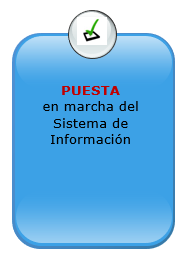 PUESTA
en marcha del
Sistema de
Información